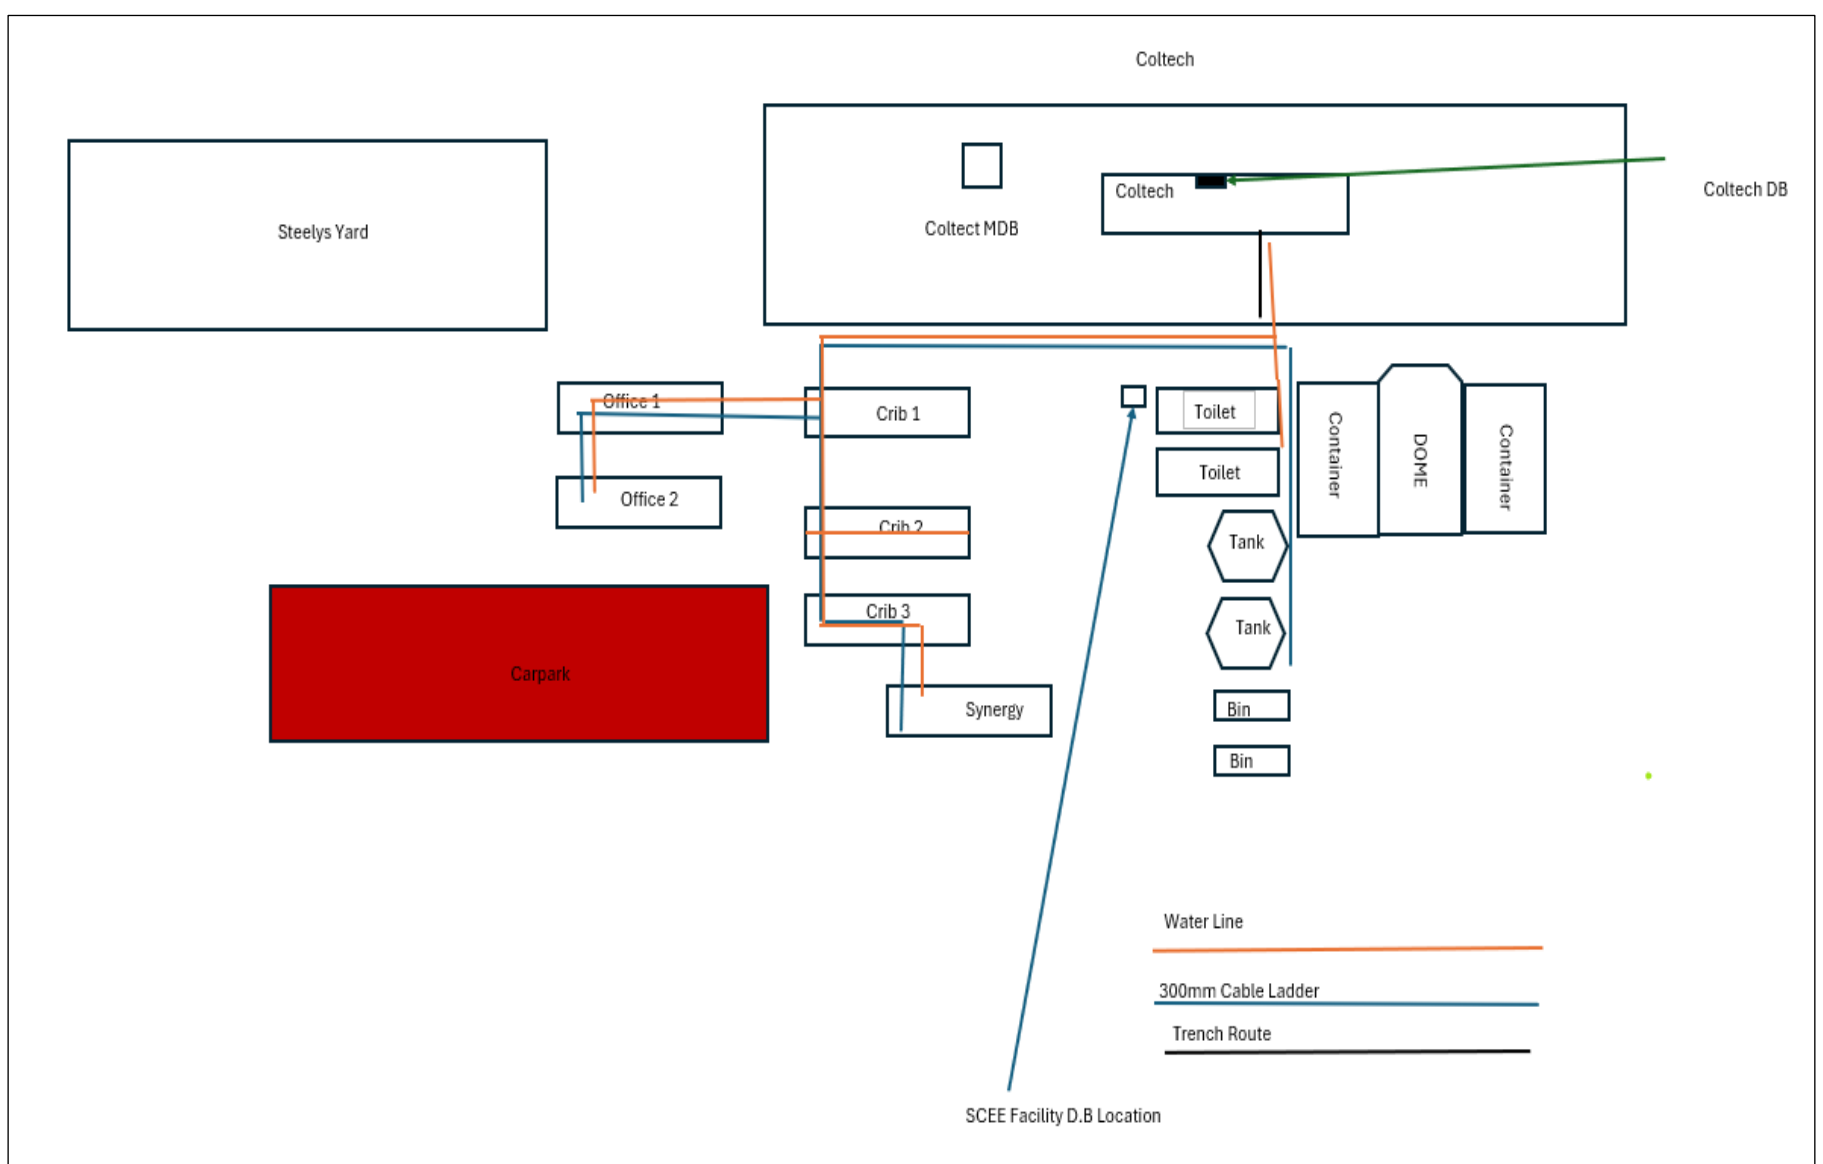 Coltech
Steelys Yard
Coltech
Coltech DB
Coltect MDB
Office 1
Crib 1
Toilet
Container
DOME
Container
Toilet
Office 2
Crib 2
Tank
Crib 3
Tank
Carpark
Synergy
Bin
Bin
Water Line
300mm Cable Ladder
Trench Route
SCEE Facility D.B Location